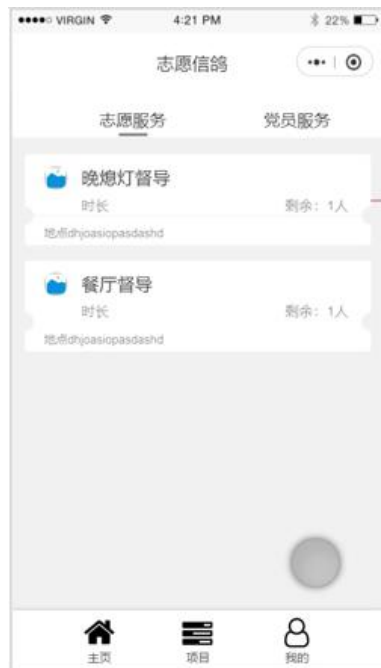 VIRGIN 4:21 PM 22%
志愿信鸽
志愿服务 党员服务
晚熄灯督导
时长 剩余：1人
地点dhjoasiopasdashd
餐厅督导
时长 剩余：1人
地点dhjoasiopasdashd
主页 项目 我的